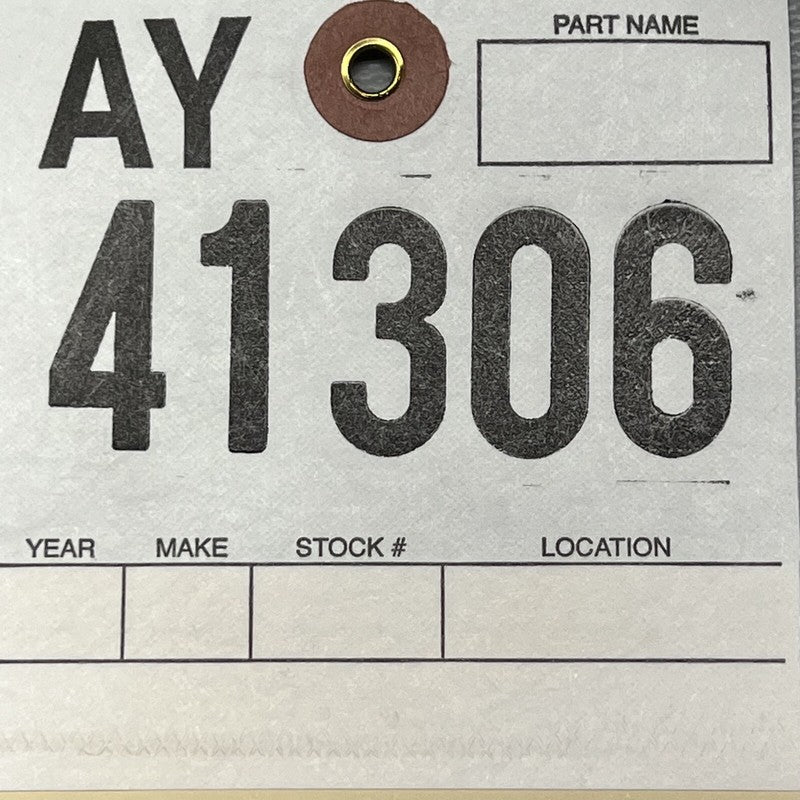 AY
PART NAME
41306
YEAR MAKE STOCK # LOCATION